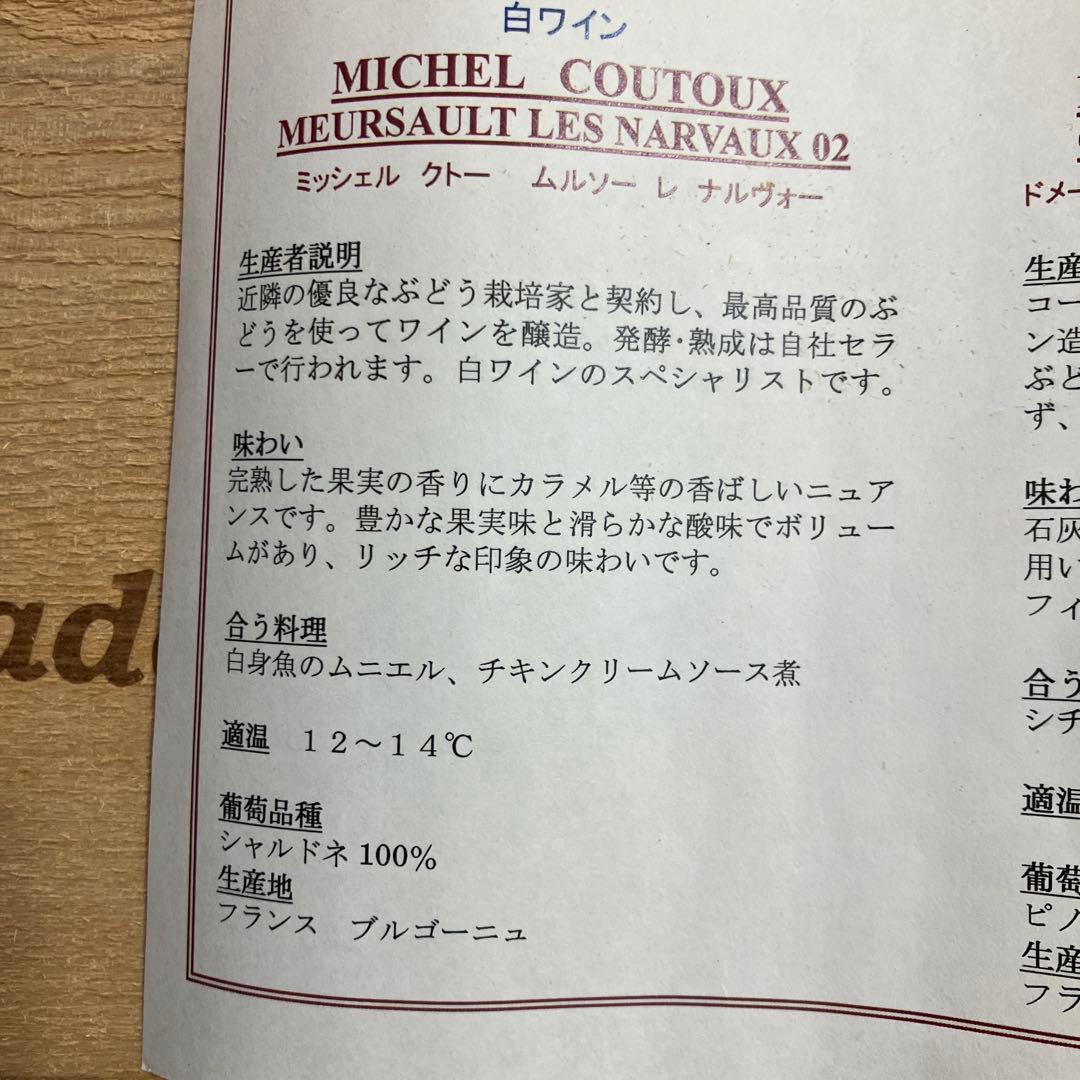 白ワイン
MICHEL COUTOUX
MEURSAULT LES NARVAUX 02
ミッシェル クトー ムルソー レ ナルヴォー
生産者説明
近隣の優良なぶどう栽培家と契約し、最高品質のぶ
どうを使ってワインを醸造。発酵・熟成は自社セラ
ーで行われます。白ワインのスペシャリストです。
味わい
完熟した果実の香りにカラメル等の香ばしいニュア
ンスです。豊かな果実味と滑らかな酸味でボリュー
ムがあり、リッチな印象の味わいです。
合う料理
白身魚のムニエル、チキンクリームソース煮
適温 12～14℃
葡萄品種
シャルドネ 100%
生産地
フランス ブルゴーニュ
ad
ドメー
生産
コー
ン造
ぶど
ず、
味わ
石灰
用い
フィ
合う
シチ
適温
葡萄
ピノ
生産
フラ